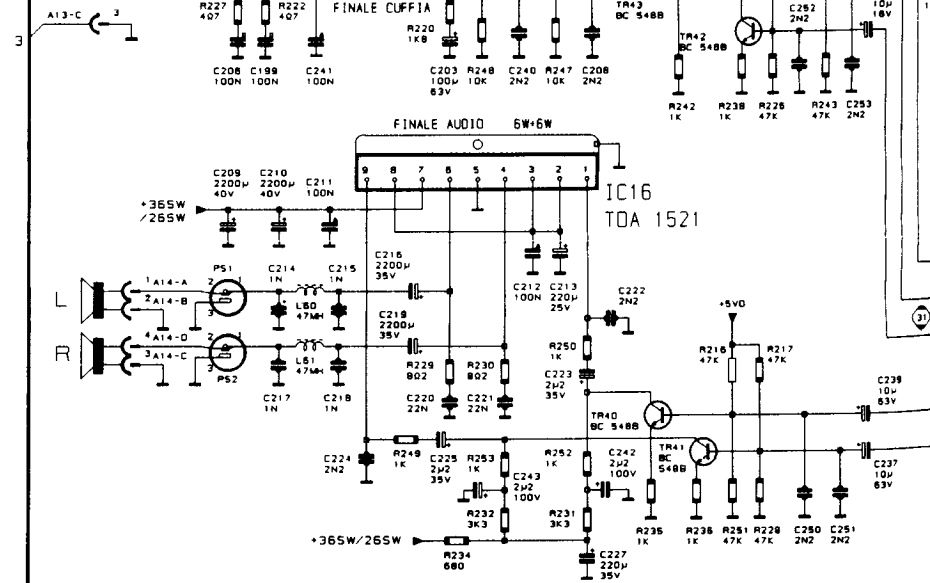 A13-C 3
3
R227
4Ω7
R222
4Ω7
FINALE CUFFIA
C208
100N
C199
100N
C241
100N
R220
1K8
C203
100µ
63V
R248
10K
C240
2N2
R247
10K
C208
2N2
TR43
BC 548B
TR42
BC 548B
C252
2N2
10µ
16V
R242
1K
R238
1K
R226
47K
R243
47K
C253
2N2
FINALE AUDIO 6W+6W
9 8 7 6 5 4 3 2 1
IC16
TDA 1521
C209
2200µ
40V
C210
2200µ
40V
C211
100N
+36SW
/26SW
L
1 A14-A
2 A14-B
PS1
2 1
3
C214
1N
L60
47MH
C215
1N
C216
2200µ
35V
R
4 A14-D
3 A14-C
PS2
2 1
3
C217
1N
L61
47MH
C218
1N
C219
2200µ
35V
C212
100N
C213
220µ
25V
C222
2N2
R229
8Ω2
R230
8Ω2
C220
22N
C221
22N
R250
1K
C223
2µ2
35V
+5VD
31
R216
47K
R217
47K
TR40
BC 548B
TR41
BC
548B
C239
10µ
63V
C237
10µ
63V
C224
2N2
R249
1K
C225
2µ2
35V
R253
1K
C243
2µ2
100V
R252
1K
C242
2µ2
100V
R232
3K3
R231
3K3
+36SW/26SW
R234
680
C227
220µ
35V
R235
1K
R236
1K
R251
47K
R228
47K
C250
2N2
C251
2N2